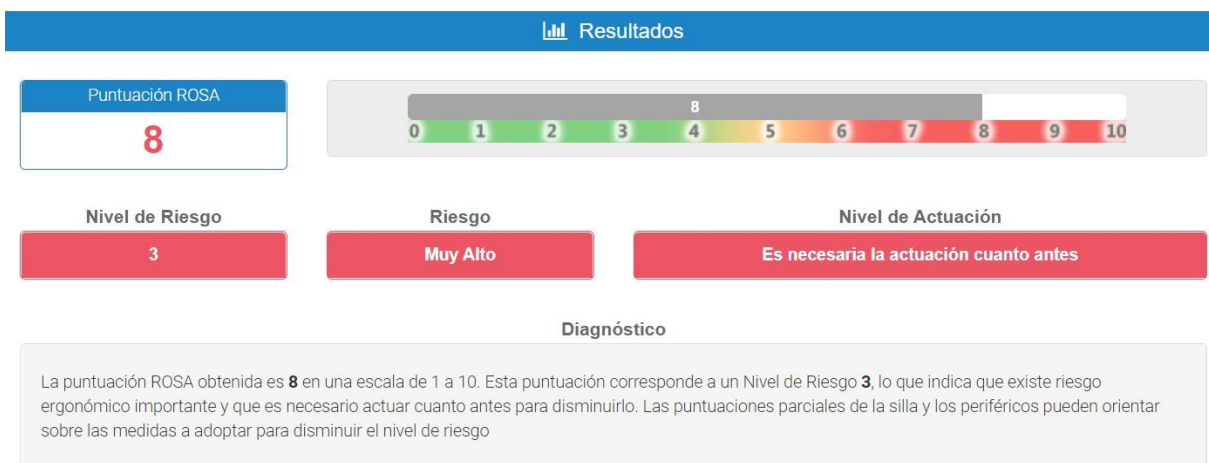 Resultados
Puntuación ROSA
8
8
0 1 2 3 4 5 6 7 8 9 10
Nivel de Riesgo
Riesgo
Nivel de Actuación
3
Muy Alto
Es necesaria la actuación cuanto antes
Diagnóstico
La puntuación ROSA obtenida es 8 en una escala de 1 a 10. Esta puntuación corresponde a un Nivel de Riesgo 3, lo que indica que existe riesgo
ergonómico importante y que es necesario actuar cuanto antes para disminuirlo. Las puntuaciones parciales de la silla y los periféricos pueden orientar
sobre las medidas a adoptar para disminuir el nivel de riesgo